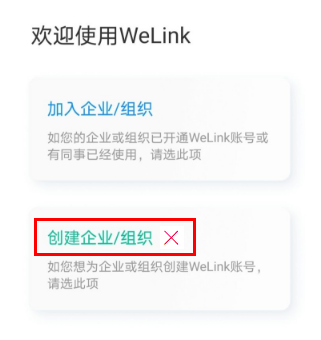 欢迎使用WeLink
加入企业/组织
如您的企业或组织已开通WeLink账号或
有同事已经使用，请选此项
创建企业/组织
如您想为企业或组织创建WeLink账号，
请选此项